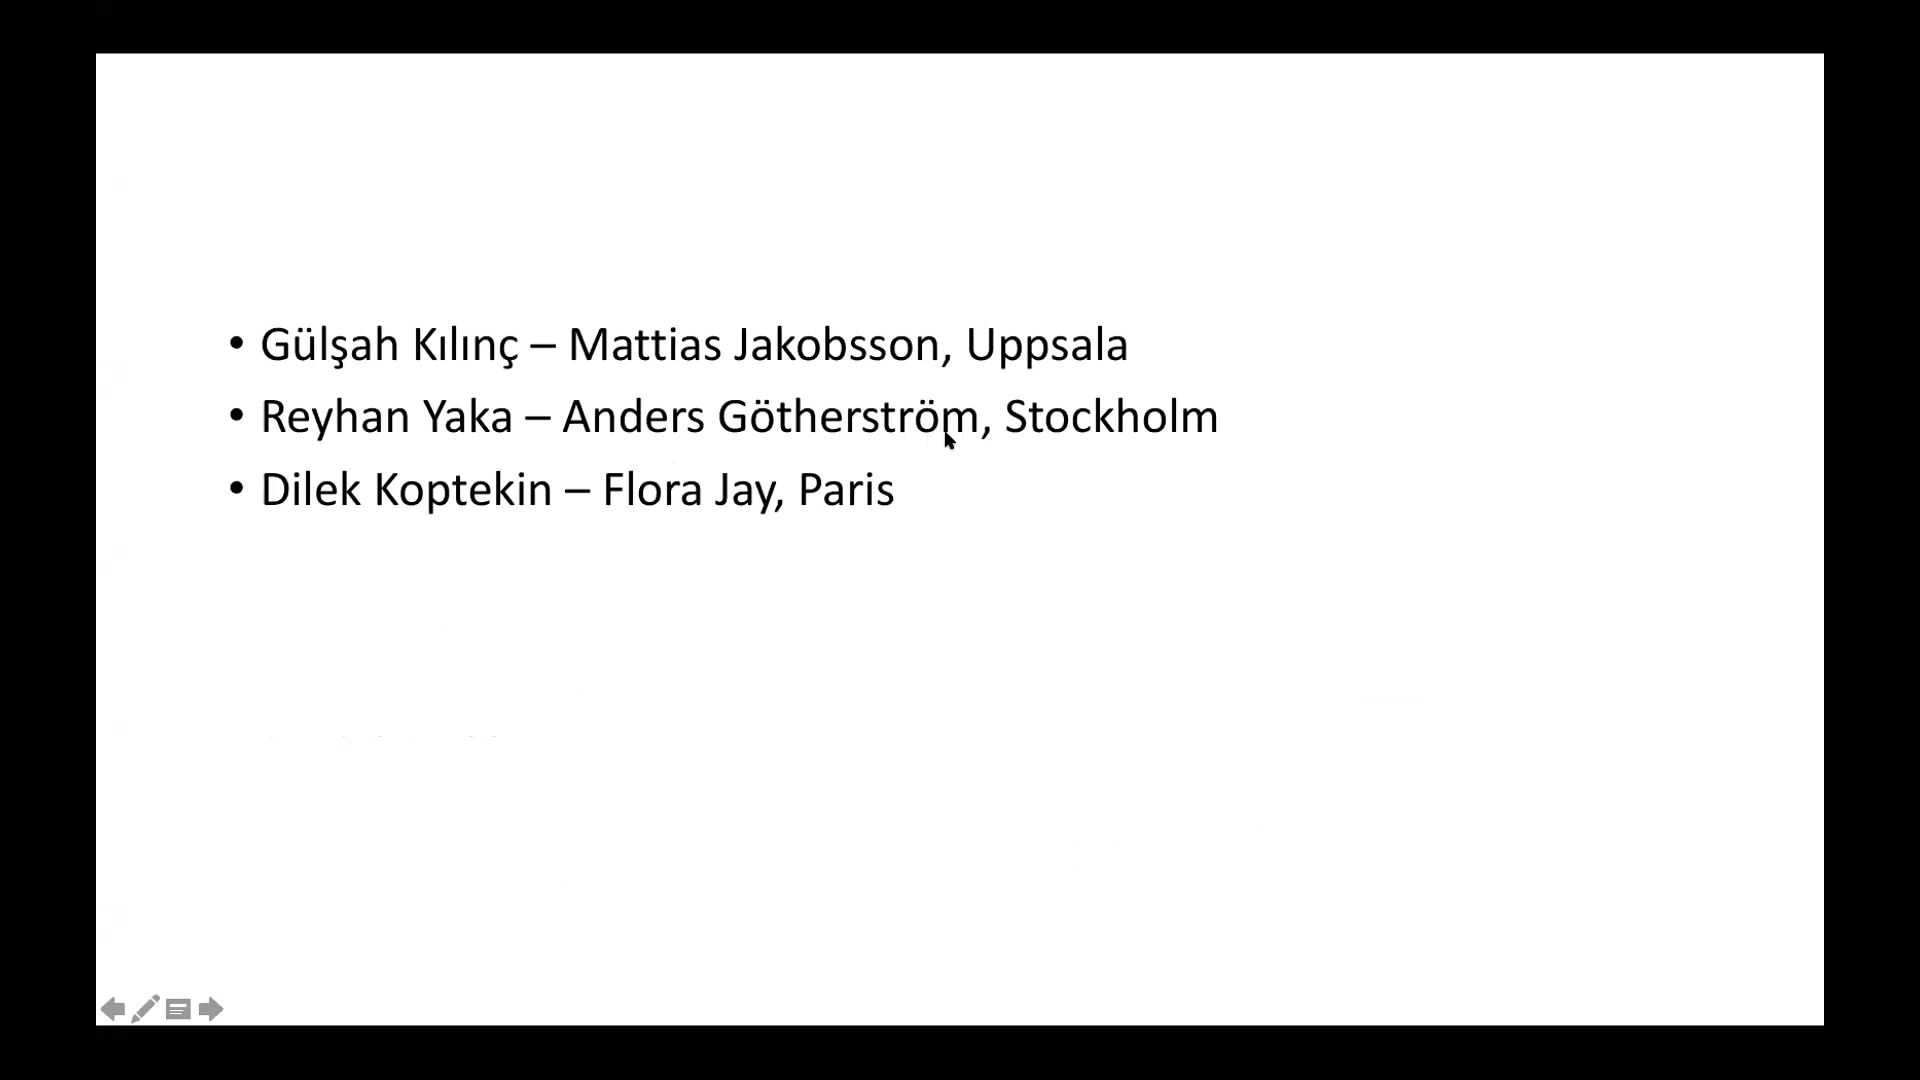 • Gülşah Kılınç – Mattias Jakobsson, Uppsala
• Reyhan Yaka – Anders Götherström, Stockholm
• Dilek Koptekin – Flora Jay, Paris